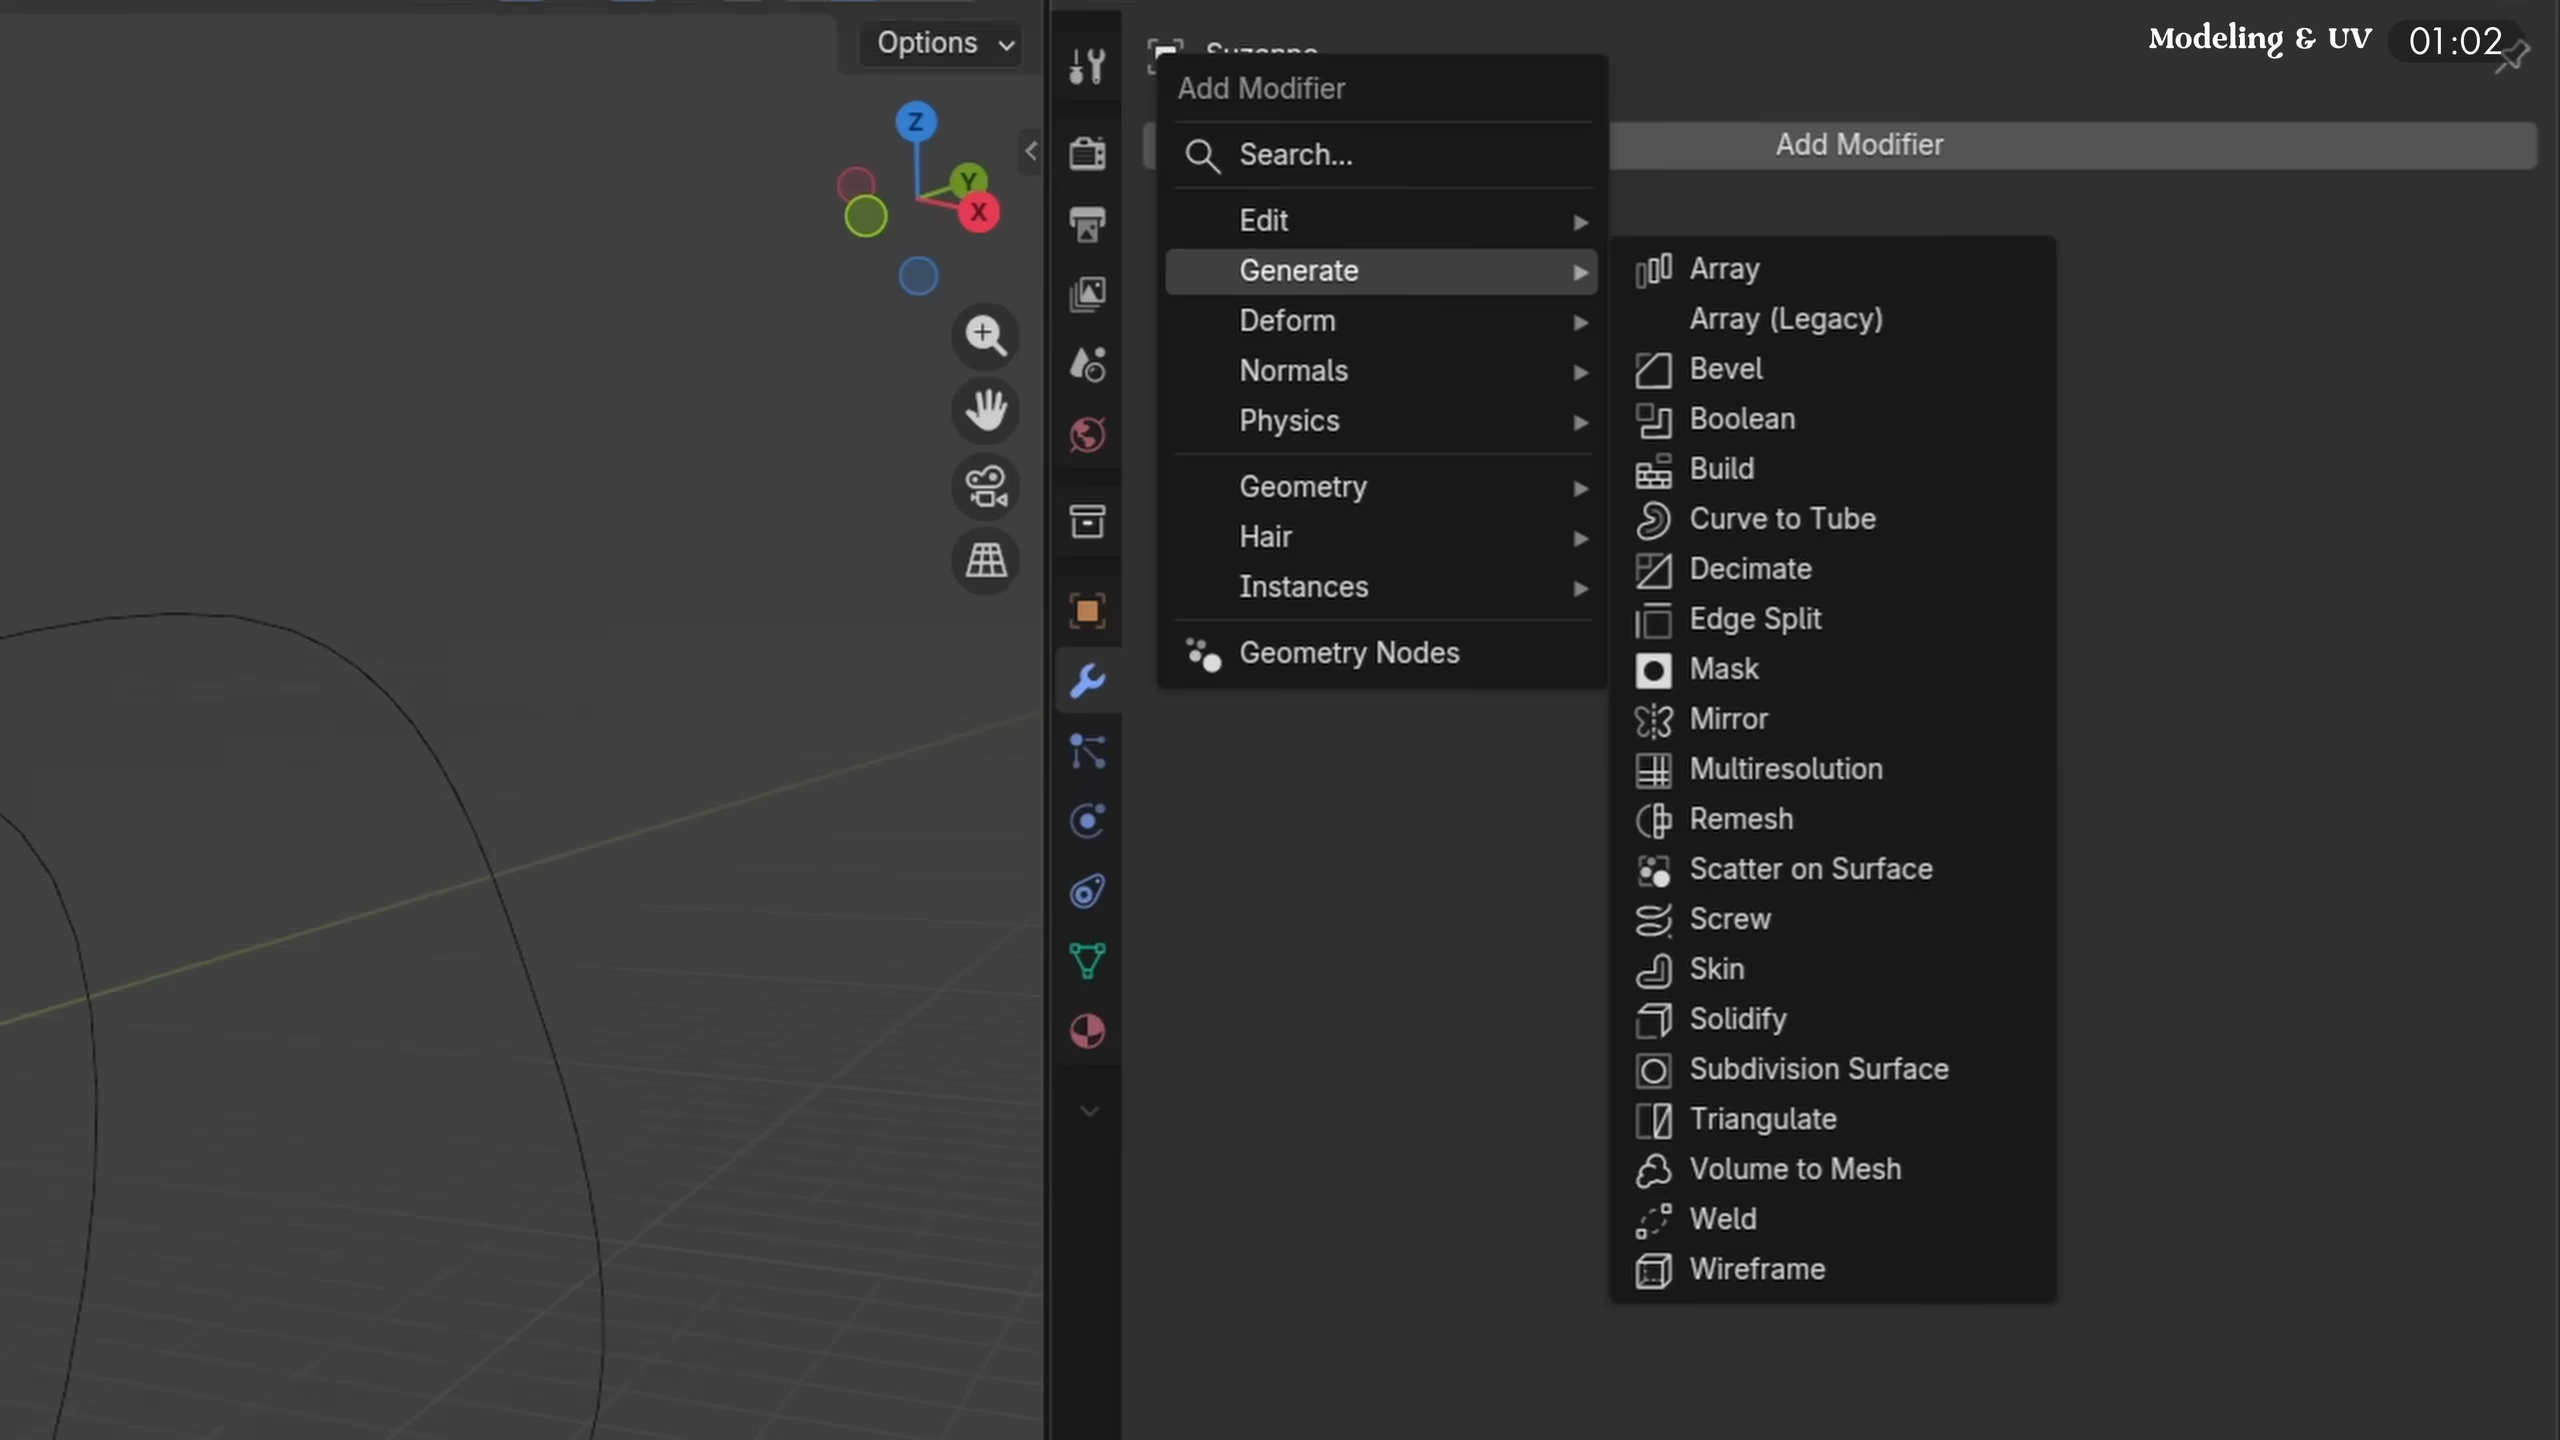 Options
Suzanne
Modeling & UV 01:02
Add Modifier
Add Modifier
Search...
Z
Y
X
Edit
Generate
Deform
Normals
Physics
Geometry
Hair
Instances
Geometry Nodes
Array
Array (Legacy)
Bevel
Boolean
Build
Curve to Tube
Decimate
Edge Split
Mask
Mirror
Multiresolution
Remesh
Scatter on Surface
Screw
Skin
Solidify
Subdivision Surface
Triangulate
Volume to Mesh
Weld
Wireframe